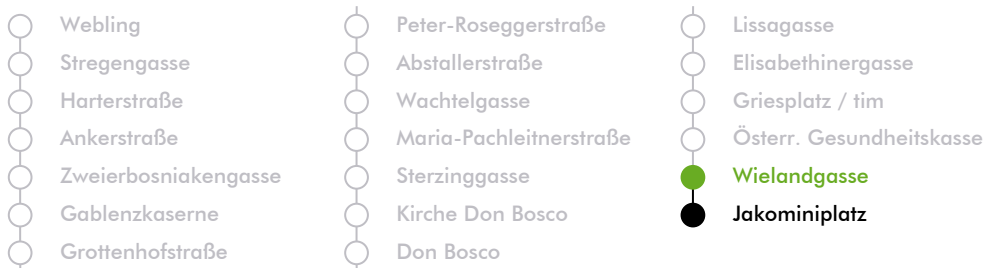 Webling
Stregengasse
Harterstraße
Ankerstraße
Zweierbosniakengasse
Gablenzkaserne
Grottenhofstraße
Peter-Roseggerstraße
Abstallerstraße
Wachtelgasse
Maria-Pachleitnerstraße
Sterzinggasse
Kirche Don Bosco
Don Bosco
Lissagasse
Elisabethinergasse
Griesplatz / tim
Österr. Gesundheitskasse
Wielandgasse
Jakominiplatz